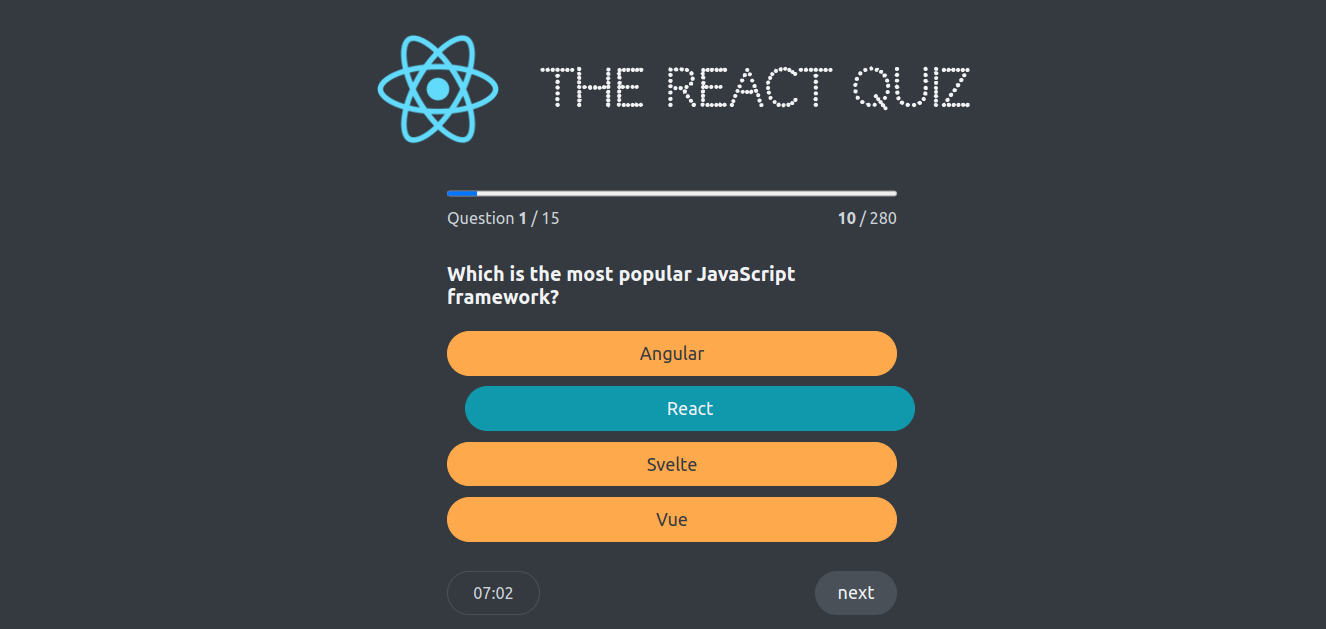 THE REACT QUIZ
Question 1 / 15
10 / 280
Which is the most popular JavaScript
framework?
Angular
React
Svelte
Vue
07:02
next